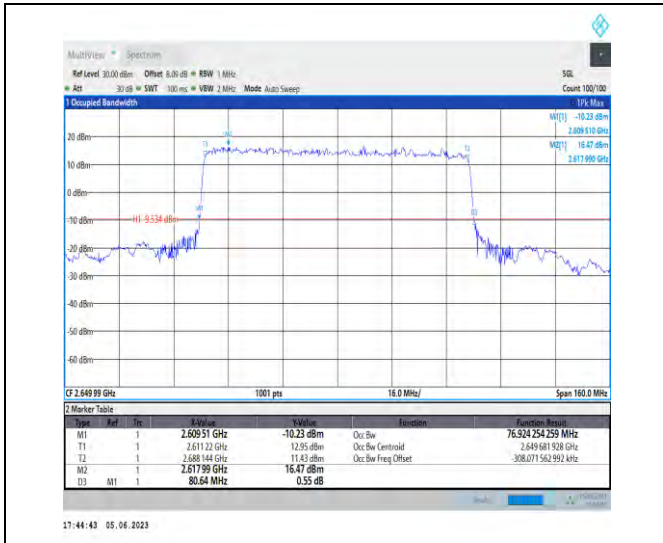 MultiView Spectrum
Ref Level 30.00 dBm Offset 8.09 dB RBW 1 MHz SGL
Att 30 dB SWT 100 ms VBW 2 MHz Mode Auto Sweep Count 100/100
1 Occupied Bandwidth 1Pk Max
M1[1] -10.23 dBm
2.609 510 GHz
M2[1] 16.47 dBm
2.617 990 GHz
20 dBm
T1 M2 T2
10 dBm
0 dBm
M1 D3
-10 dBm H1 -9.534 dBm
-20 dBm
-30 dBm
-40 dBm
-50 dBm
-60 dBm
CF 2.649 99 GHz 1001 pts 16.0 MHz/ Span 160.0 MHz
2 Marker Table
Type Ref Trc X-Value Y-Value Function Function Result
M1 1 2.609 51 GHz -10.23 dBm Occ Bw 76.924 254 259 MHz
T1 1 2.611 22 GHz 12.95 dBm Occ Bw Centroid 2.649 681 928 GHz
T2 1 2.688 144 GHz 11.43 dBm Occ Bw Freq Offset -308.071 562 992 kHz
M2 1 2.617 99 GHz 16.47 dBm
D3 M1 1 80.64 MHz 0.55 dB
17:44:43 05.06.2023